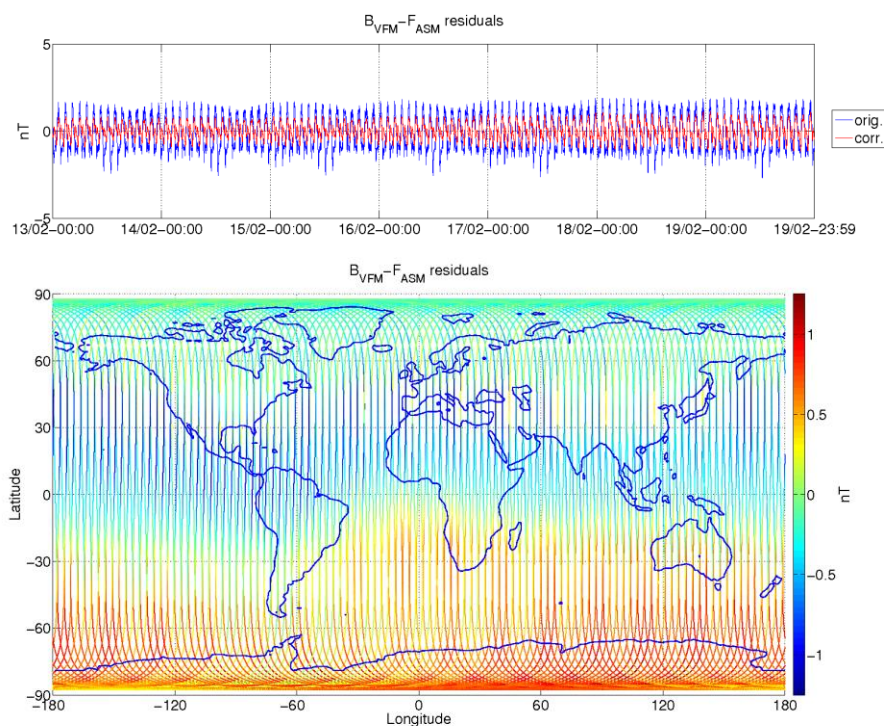 B_VFM−F_ASM residuals
5
0
−5
nT
13/02−00:00 14/02−00:00 15/02−00:00 16/02−00:00 17/02−00:00 18/02−00:00 19/02−00:00 19/02−23:59
orig.
corr.
B_VFM−F_ASM residuals
90
60
30
0
−30
−60
−90
Latitude
−180 −120 −60 0 60 120 180
Longitude
1
0.5
0
−0.5
−1
nT